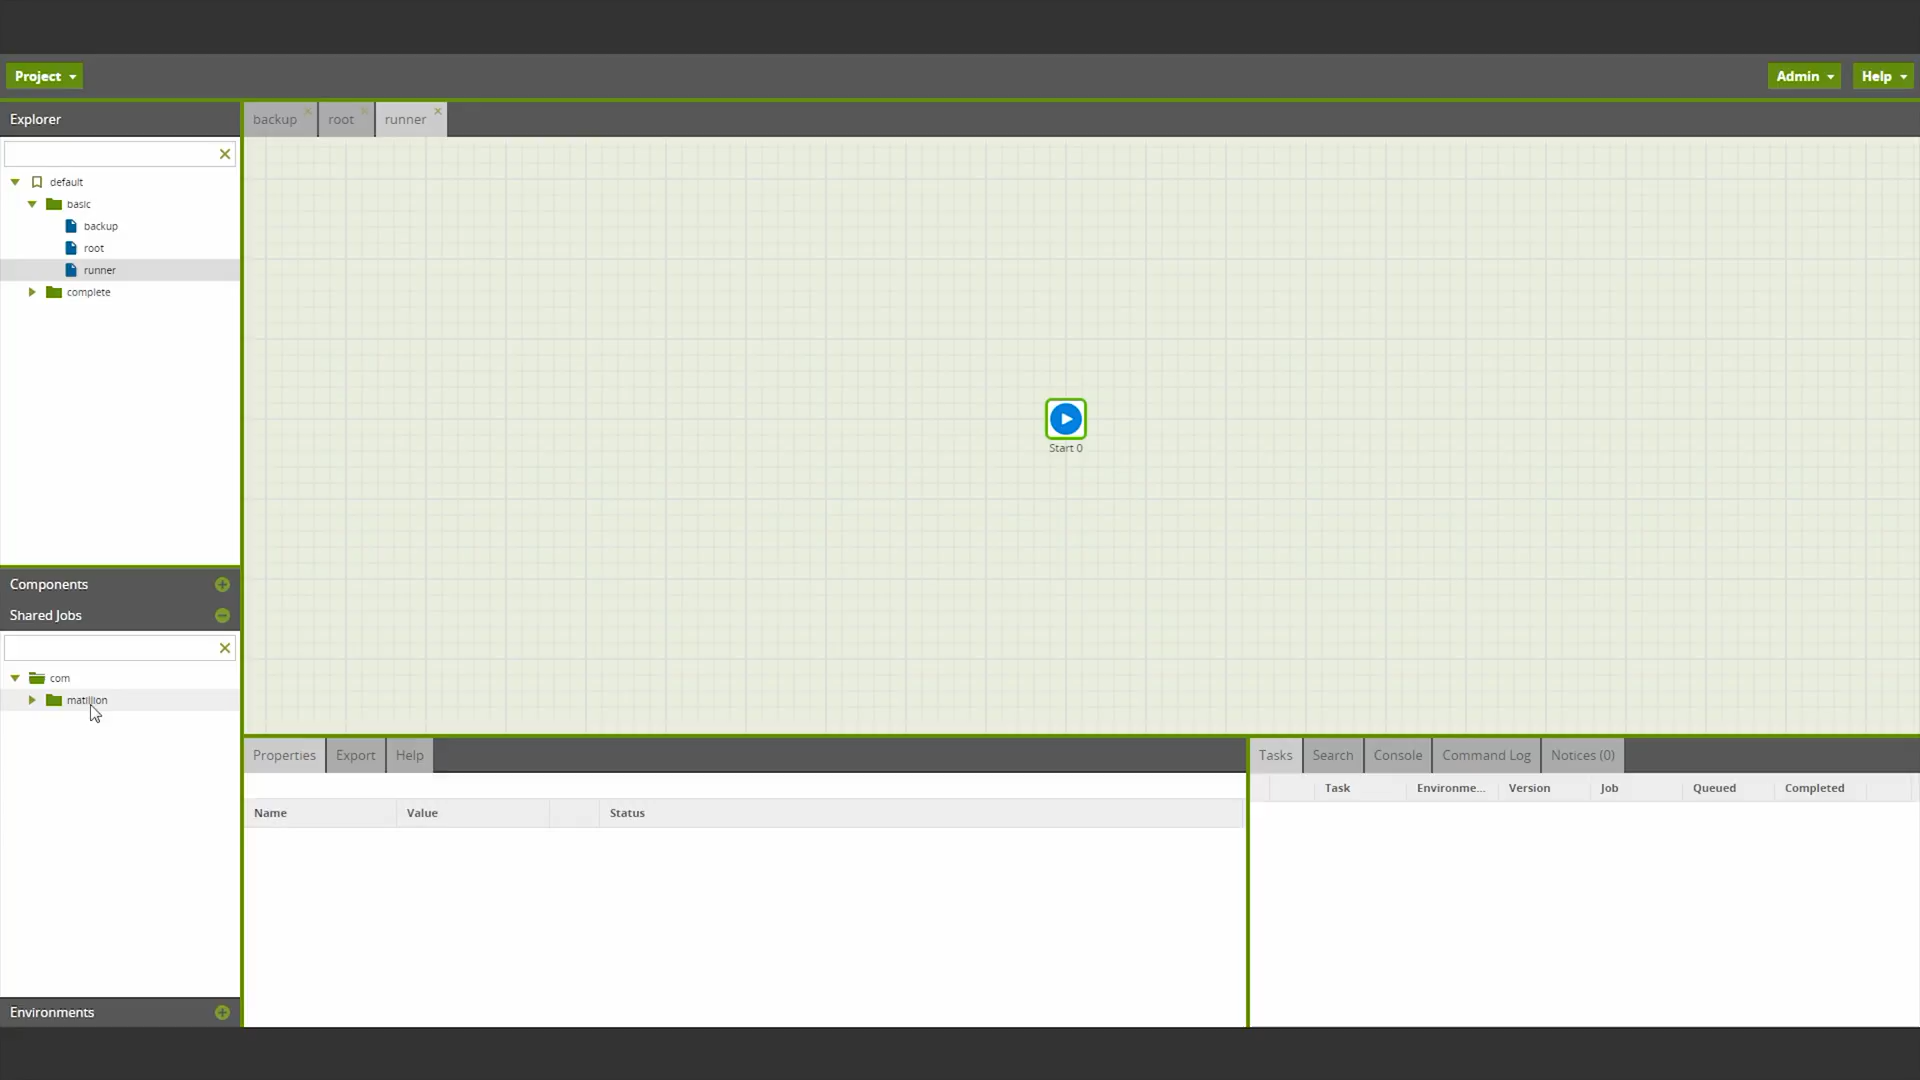 Project
Admin
Help
Explorer
backup
root
runner
default
basic
backup
root
runner
complete
Start 0
Components
Shared Jobs
com
matillion
Properties
Export
Help
Name
Value
Status
Tasks
Search
Console
Command Log
Notices (0)
Task
Environme...
Version
Job
Queued
Completed
Environments